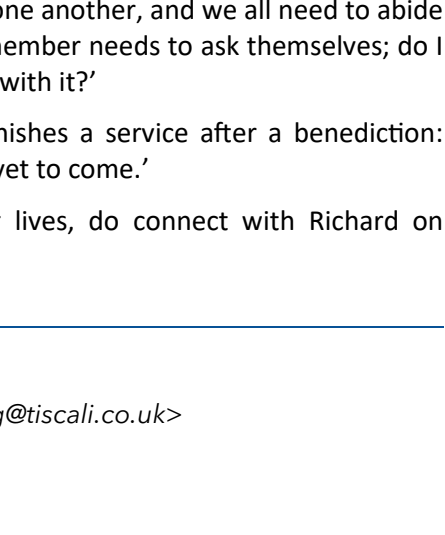 one another, and we all need to abide
member needs to ask themselves; do I
with it?’
nishes a service after a benediction:
yet to come.’
lives, do connect with Richard on
g@tiscali.co.uk>